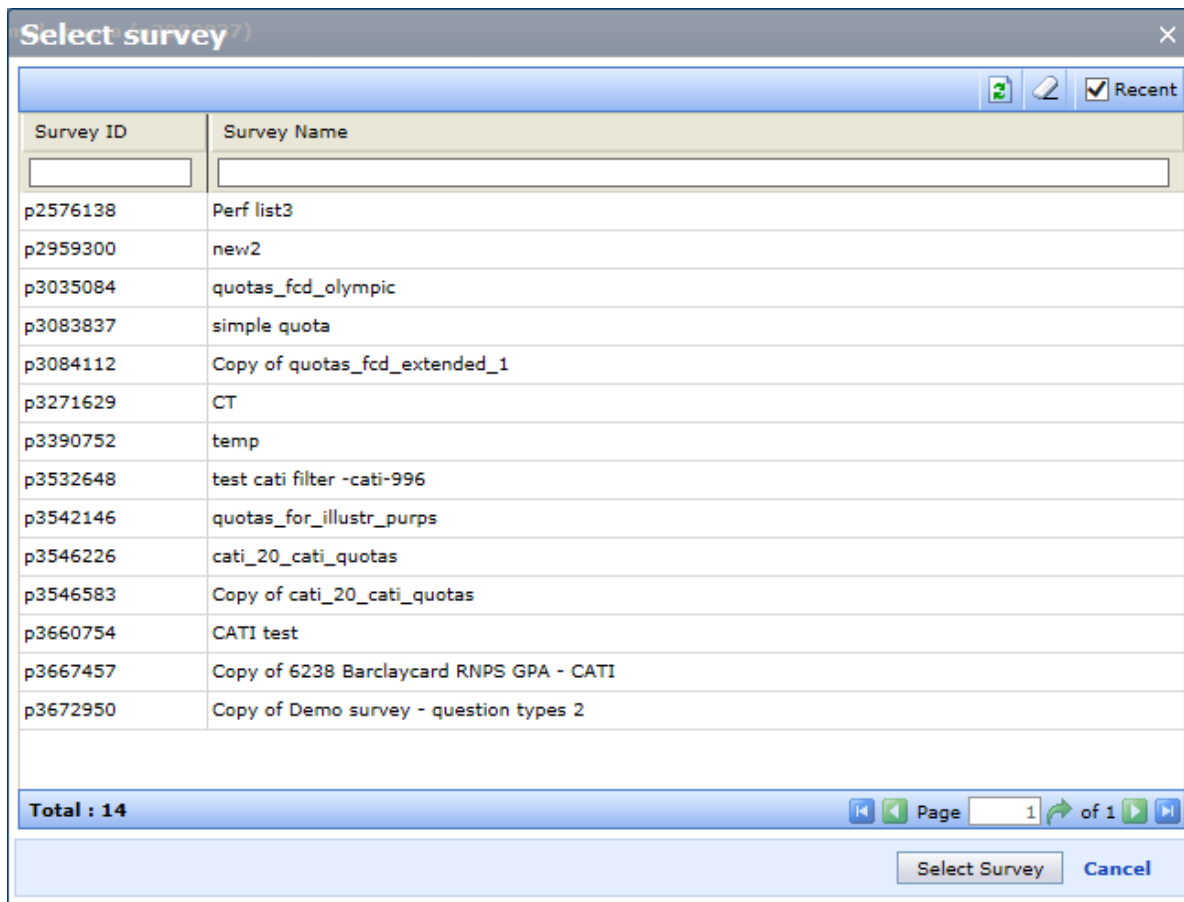 Select survey
Recent
Survey ID Survey Name
p2576138 Perf list3
p2959300 new2
p3035084 quotas_fcd_olympic
p3083837 simple quota
p3084112 Copy of quotas_fcd_extended_1
p3271629 CT
p3390752 temp
p3532648 test cati filter -cati-996
p3542146 quotas_for_illustr_purps
p3546226 cati_20_cati_quotas
p3546583 Copy of cati_20_cati_quotas
p3660754 CATI test
p3667457 Copy of 6238 Barclaycard RNPS GPA - CATI
p3672950 Copy of Demo survey - question types 2
Total : 14 Page 1 of 1
Select Survey Cancel